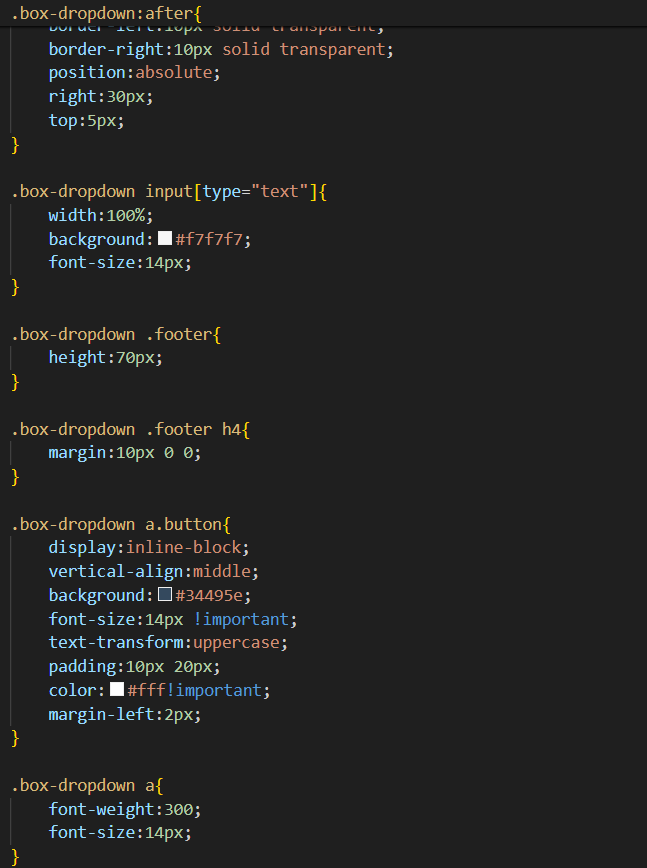 .box-dropdown:after{
border-left:10px solid transparent;
border-right:10px solid transparent;
position:absolute;
right:30px;
top:5px;
}
.box-dropdown input[type="text"]{
width:100%;
background:#f7f7f7;
font-size:14px;
}
.box-dropdown .footer{
height:70px;
}
.box-dropdown .footer h4{
margin:10px 0 0;
}
.box-dropdown a.button{
display:inline-block;
vertical-align:middle;
background:#34495e;
font-size:14px !important;
text-transform:uppercase;
padding:10px 20px;
color:#fff!important;
margin-left:2px;
}
.box-dropdown a{
font-weight:300;
font-size:14px;
}